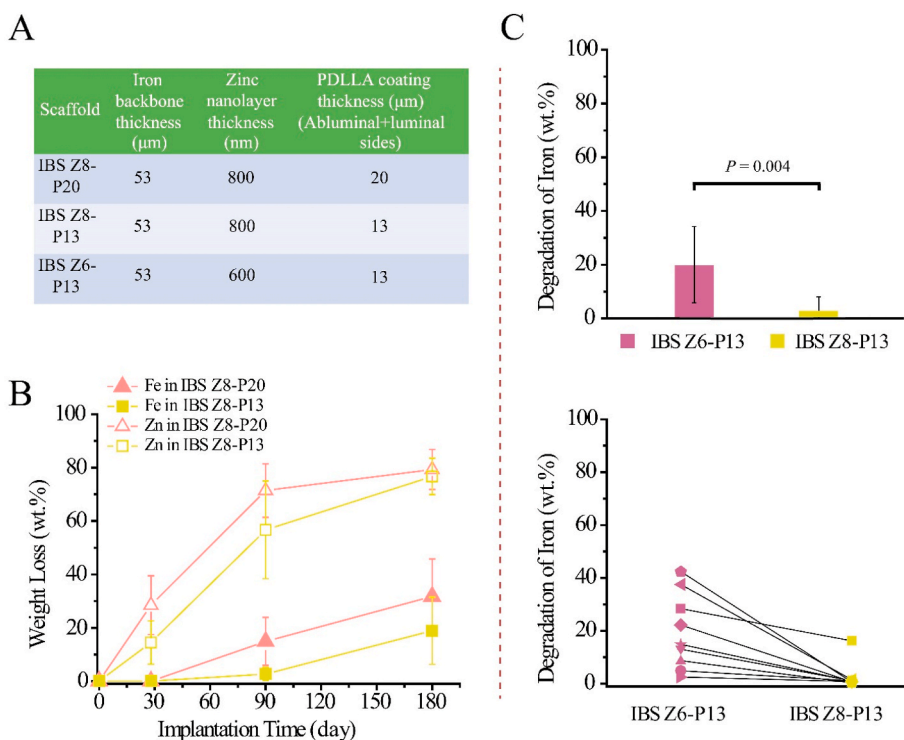 A
Scaffold
Iron
backbone
thickness
(μm)
Zinc
nanolayer
thickness
(nm)
PDLLA coating
thickness (μm)
(Abluminal+luminal
sides)
IBS Z8-
P20
53
800
20
IBS Z8-
P13
53
800
13
IBS Z6-
P13
53
600
13
B
Fe in IBS Z8-P20
Fe in IBS Z8-P13
Zn in IBS Z8-P20
Zn in IBS Z8-P13
Weight Loss (wt.%)
100
80
60
40
20
0
0 30 60 90 120 150 180
Implantation Time (day)
C
Degradation of Iron (wt.%)
100
80
60
40
20
0
P = 0.004
IBS Z6-P13 IBS Z8-P13
Degradation of Iron (wt.%)
100
80
60
40
20
0
IBS Z6-P13 IBS Z8-P13